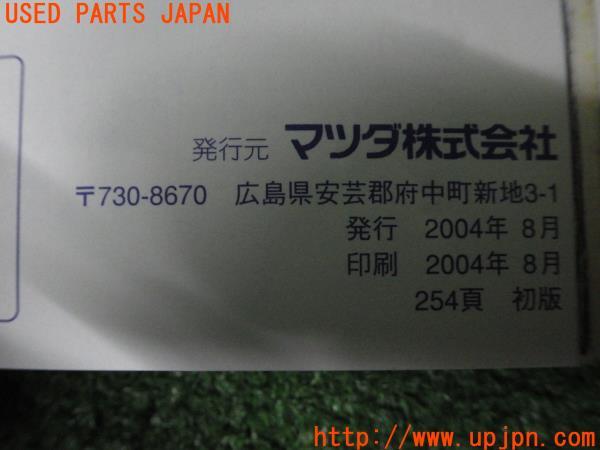 USED PARTS JAPAN
発行元 マツダ株式会社
〒730-8670 広島県安芸郡府中町新地3-1
発行 2004年 8月
印刷 2004年 8月
254頁 初版
http://www.upjpn.com/